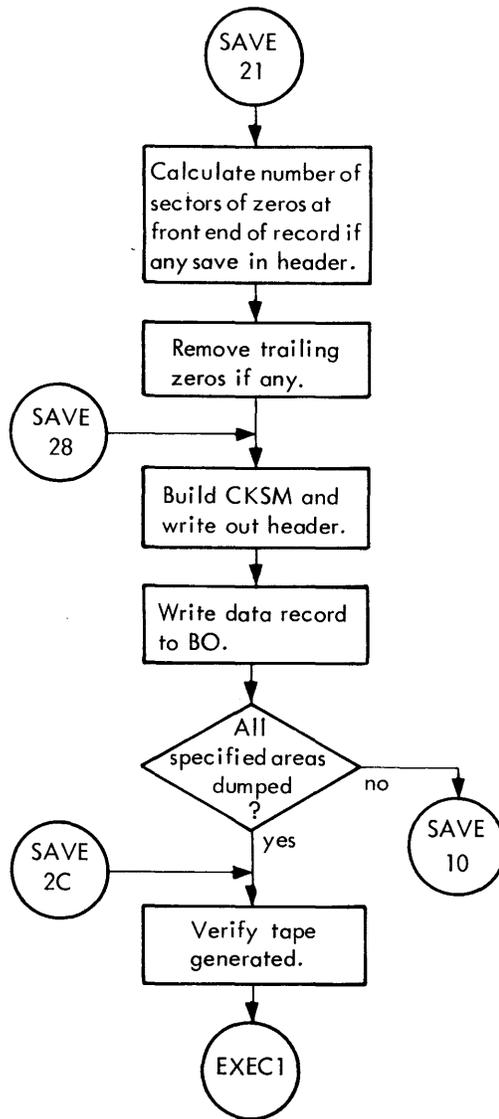 SAVE
21
Calculate number of
sectors of zeros at
front end of record if
any save in header.
Remove trailing
zeros if any.
SAVE
28
Build CKSM and
write out header.
Write data record
to BO.
All
specified areas
dumped
?
no
yes
SAVE
10
SAVE
2C
Verify tape
generated.
EXEC1